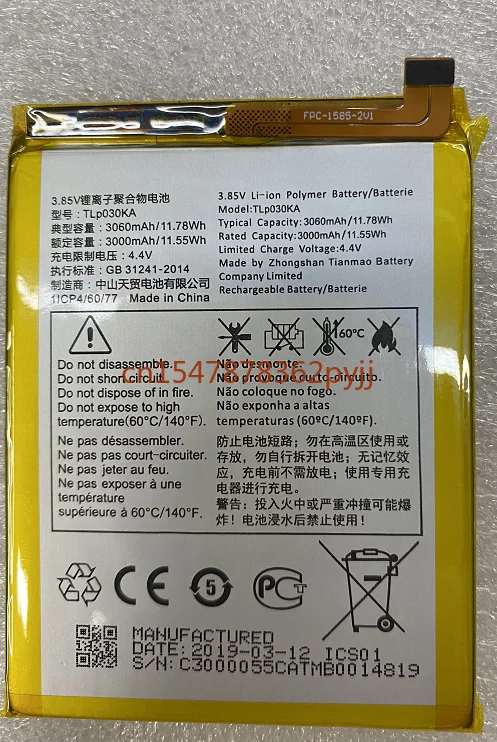 FPC-1585-2V1
3.85V锂离子聚合物电池
型号: TLp030KA
典型容量: 3060mAh/11.78Wh
额定容量: 3000mAh/11.55Wh
充电限制电压: 4.4V
执行标准: GB 31241-2014
制造商: 中山天贸电池有限公司
1ICP4/60/77 Made in China
3.85V Li-ion Polymer Battery/Batterie
Model:TLp030KA
Typical Capacity:3060mAh/11.78Wh
Rated Capacity:3000mAh/11.55Wh
Limited Charge Voltage:4.4V
Made by Zhongshan Tianmao Battery
Company Limited
Rechargeable Battery/Batterie
60℃
Do not disassemble.
Do not short circuit.
Do not dispose of in fire.
Do not expose to high
temperature(60°C/140°F).
Ne pas désassembler.
Ne pas court-circuiter.
Ne pas jeter au feu.
Ne pas exposer à une
température
supérieure à 60°C/140°F.
Não desmonte.
Não provoque curto.circuito.
Não coloque no fogo.
Não exponha a altas
temperaturas (60ºC/140ºF).
防止电池短路; 勿在高温区使用或
存放, 勿自行拆开电池; 无记忆效
应, 充电前不需放电; 使用专用充
电器进行充电。
警告: 投入火中或严重冲撞可能爆
炸! 电池浸水后禁止使用!
cn1547878362pyjj
CE
5
PCT
MANUFACTURED
DATE: 2019-03-12 ICS01
S/N: C3000055CATMB0014819